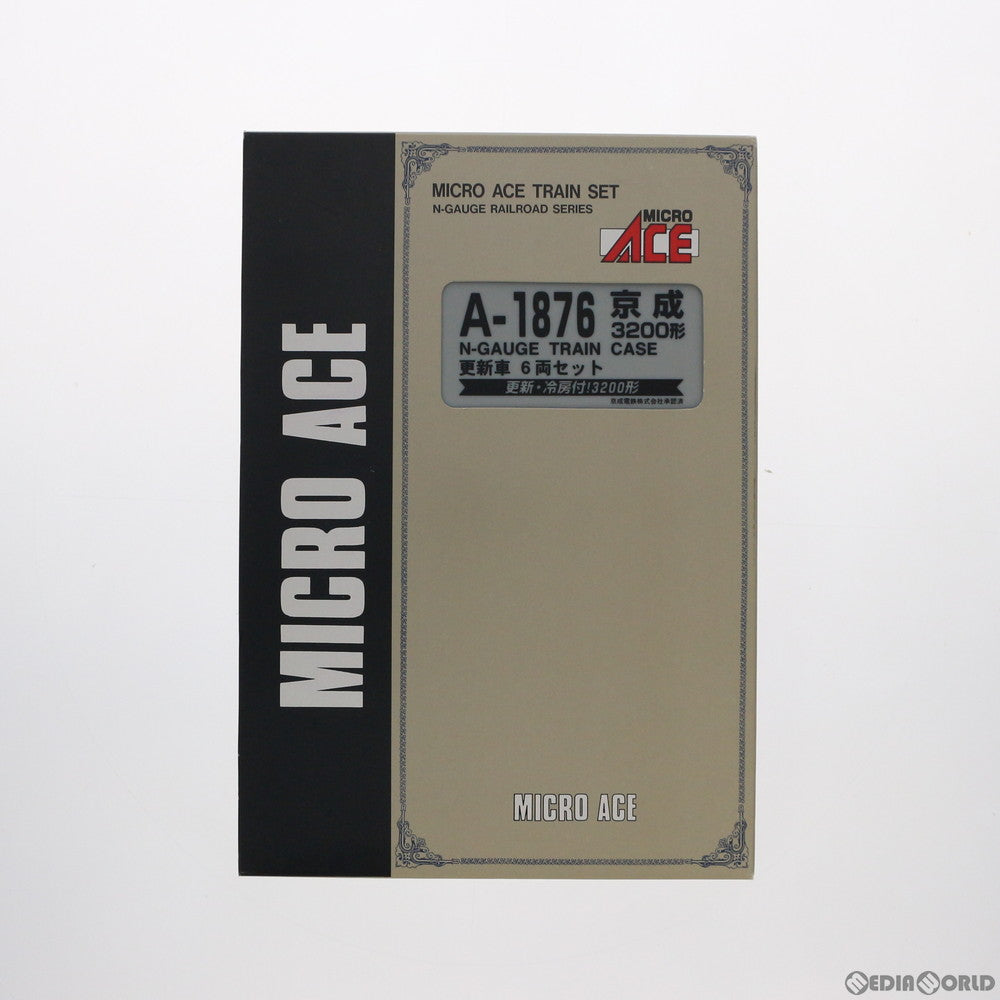 MICRO ACE
MICRO ACE TRAIN SET
N-GAUGE RAILROAD SERIES
MICRO
ACE
A-1876 京成
3200形
N-GAUGE TRAIN CASE
更新車 6両セット
更新・冷房付!3200形
京成電鉄株式会社承認済
MICRO ACE
MEDIAWORLD